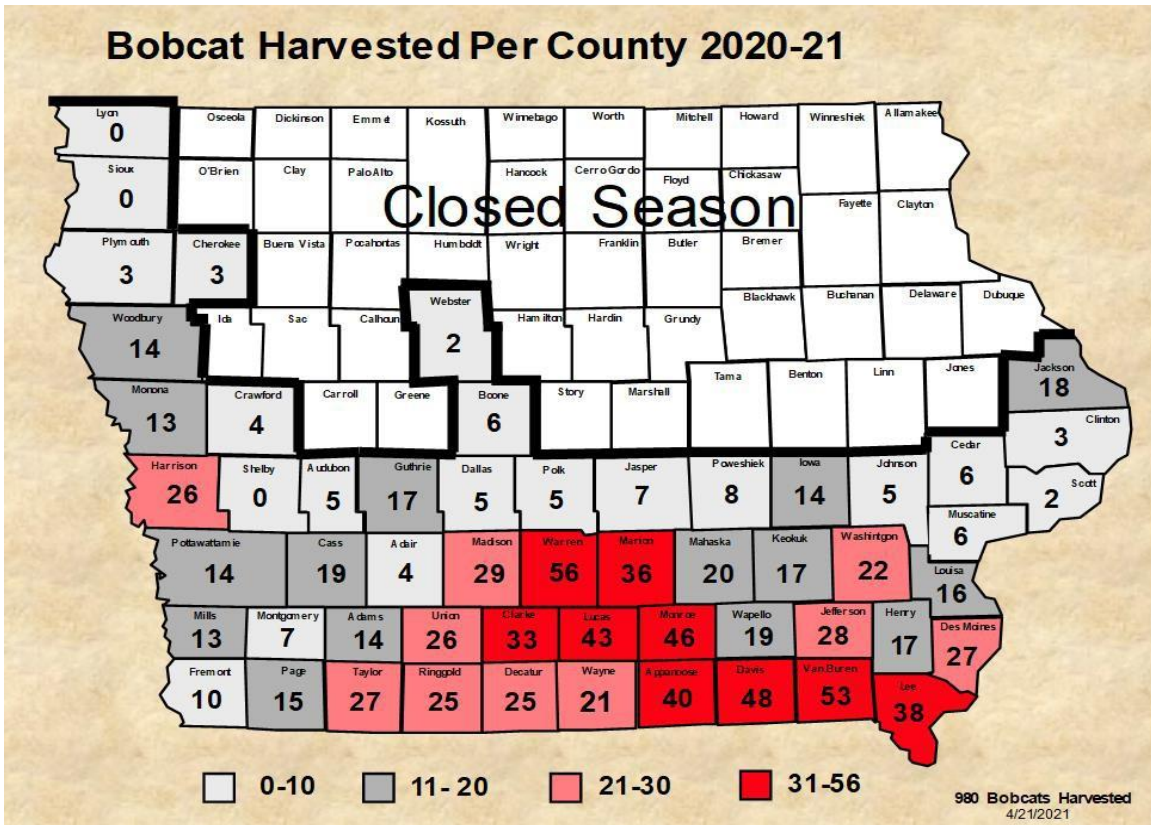 Bobcat Harvested Per County 2020-21
Lyon
0
Osceola
Dickinson
Emmet
Kossuth
Winnebago
Worth
Mitchell
Howard
Winneshiek
Allamakee
Sioux
0
O'Brien
Clay
Palo Alto
Hancock
Cerro Gordo
Floyd
Chickasaw
Closed Season
Fayette
Clayton
Plymouth
3
Cherokee
3
Buena Vista
Pocahontas
Humboldt
Wright
Franklin
Butler
Bremer
Woodbury
14
Ida
Sac
Calhoun
Webster
2
Hamilton
Hardin
Grundy
Blackhawk
Buchanan
Delaware
Dubuque
Monona
13
Crawford
4
Carroll
Greene
Boone
6
Story
Marshall
Tama
Benton
Linn
Jones
Jackson
18
Clinton
3
Harrison
26
Shelby
0
Audubon
5
Guthrie
17
Dallas
5
Polk
5
Jasper
7
Poweshiek
8
Iowa
14
Johnson
5
Cedar
6
Scott
2
Muscatine
6
Pottawattamie
14
Cass
19
Adair
4
Madison
29
Warren
56
Marion
36
Mahaska
20
Keokuk
17
Washintgon
22
Louisa
16
Mills
13
Montgomery
7
Adams
14
Union
26
Clarke
33
Lucas
43
Monroe
46
Wapello
19
Jefferson
28
Henry
17
Des Moines
27
Fremont
10
Page
15
Taylor
27
Ringgold
25
Decatur
25
Wayne
21
Appanoose
40
Davis
48
Van Buren
53
Lee
38
0-10
11-20
21-30
31-56
980 Bobcats Harvested
4/21/2021